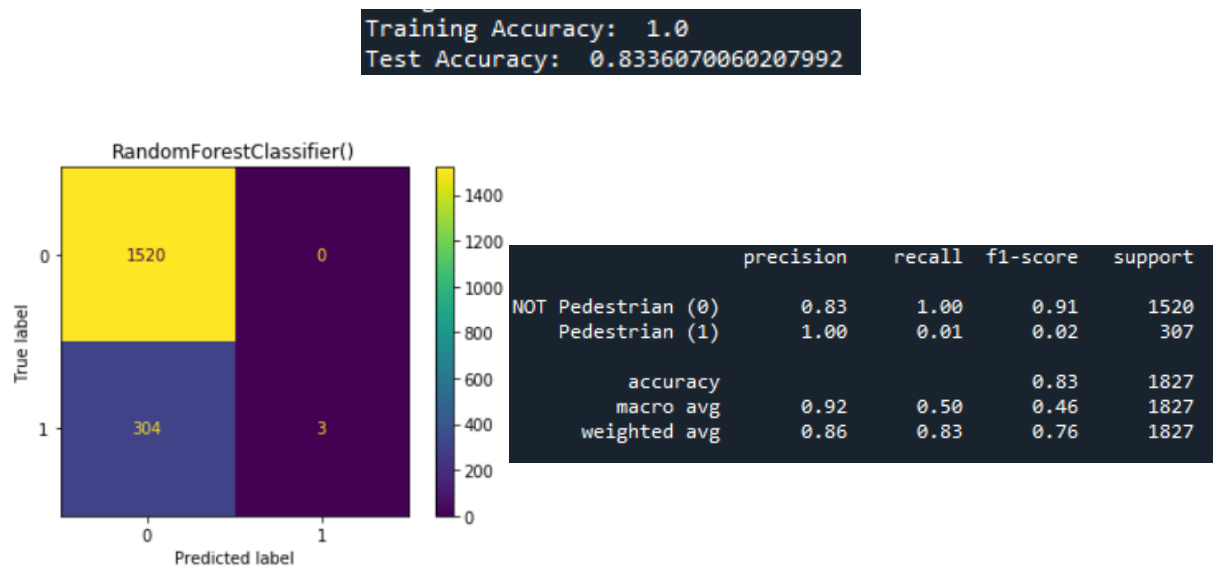 Training Accuracy:  1.0
Test Accuracy:  0.8336070060207992
RandomForestClassifier()
True label
0
1
1520
0
304
3
0
1
Predicted label
1400
1200
1000
800
600
400
200
0
precision recall f1-score support
NOT Pedestrian (0) 0.83 1.00 0.91 1520
Pedestrian (1) 1.00 0.01 0.02 307
accuracy 0.83 1827
macro avg 0.92 0.50 0.46 1827
weighted avg 0.86 0.83 0.76 1827